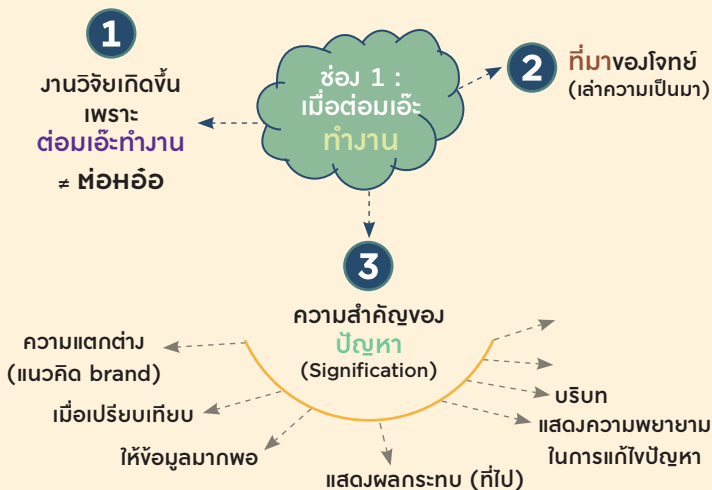 1
งานวิจัยเกิดขึ้น
เพราะ
ต่อมเอ๊ะทำงาน
≠ ต่อมอ๋อ
ช่อง 1 :
เมื่อต่อมเอ๊ะ
ทำงาน
2
ที่มาของโจทย์
(เล่าความเป็นมา)
3
ความสำคัญของ
ปัญหา
(Signification)
ความแตกต่าง
(แนวคิด brand)
เมื่อเปรียบเทียบ
ให้ข้อมูลมากพอ
แสดงผลกระทบ (ที่ไป)
บริบท
แสดงความพยายาม
ในการแก้ไขปัญหา